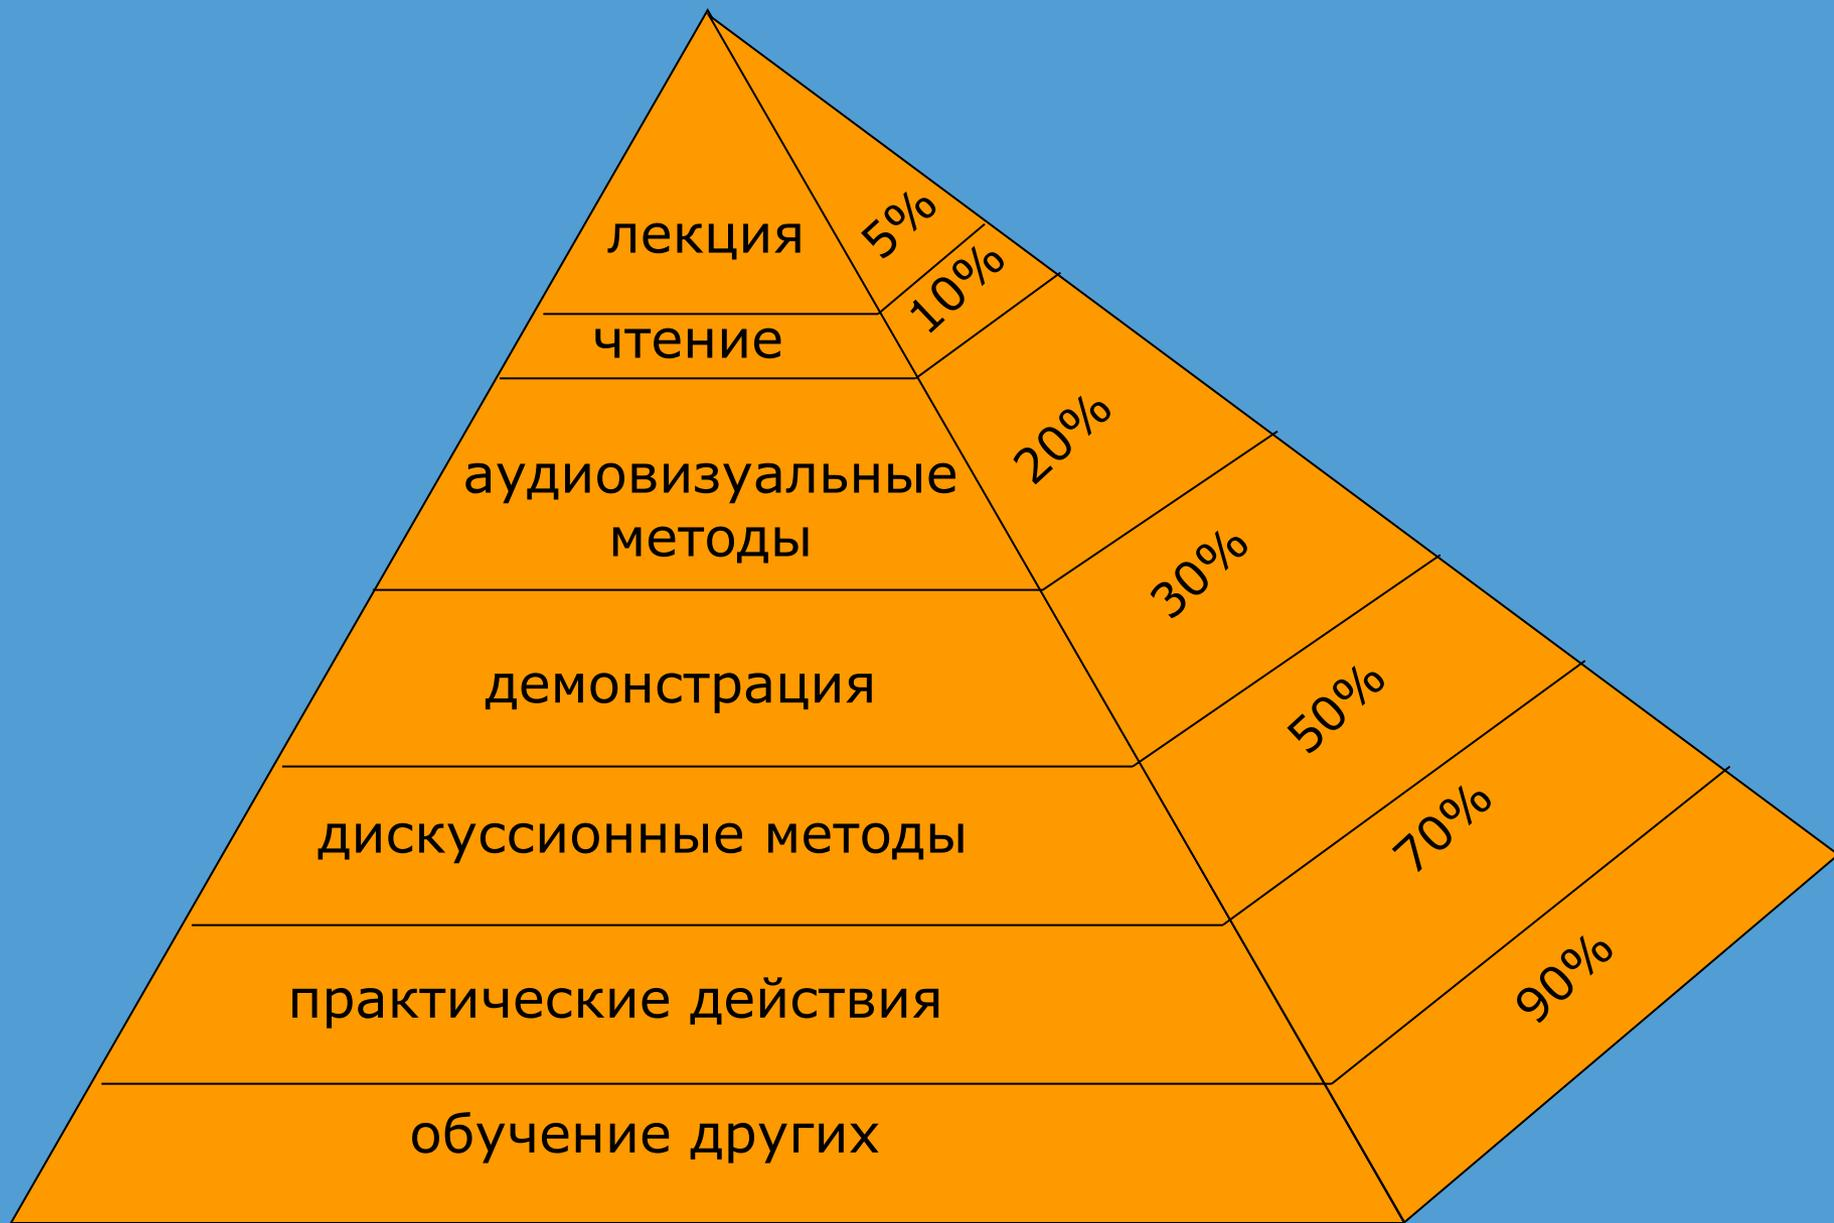 лекция
5%
чтение
10%
аудиовизуальные
методы
20%
демонстрация
30%
дискуссионные методы
50%
практические действия
70%
обучение других
90%